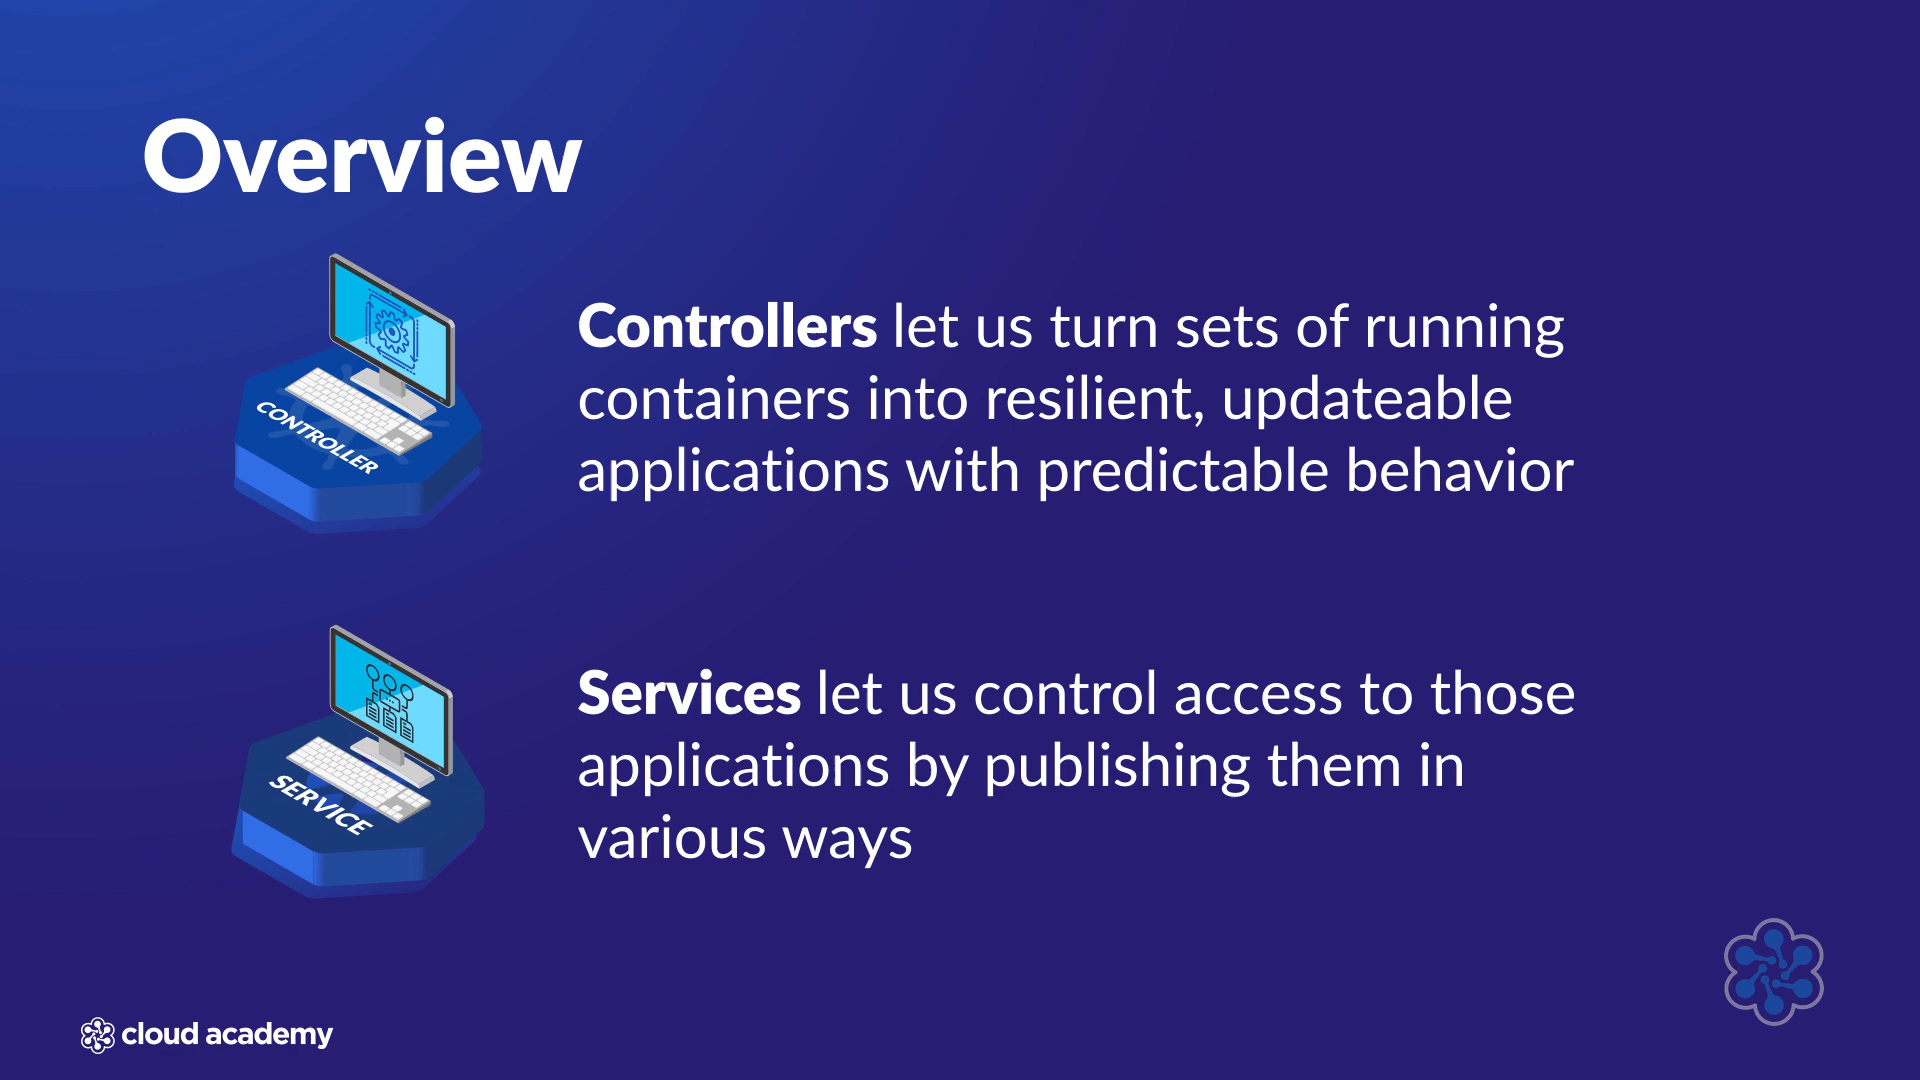 Overview
CONTROLLER
Controllers let us turn sets of running
containers into resilient, updateable
applications with predictable behavior
SERVICE
Services let us control access to those
applications by publishing them in
various ways
cloud academy